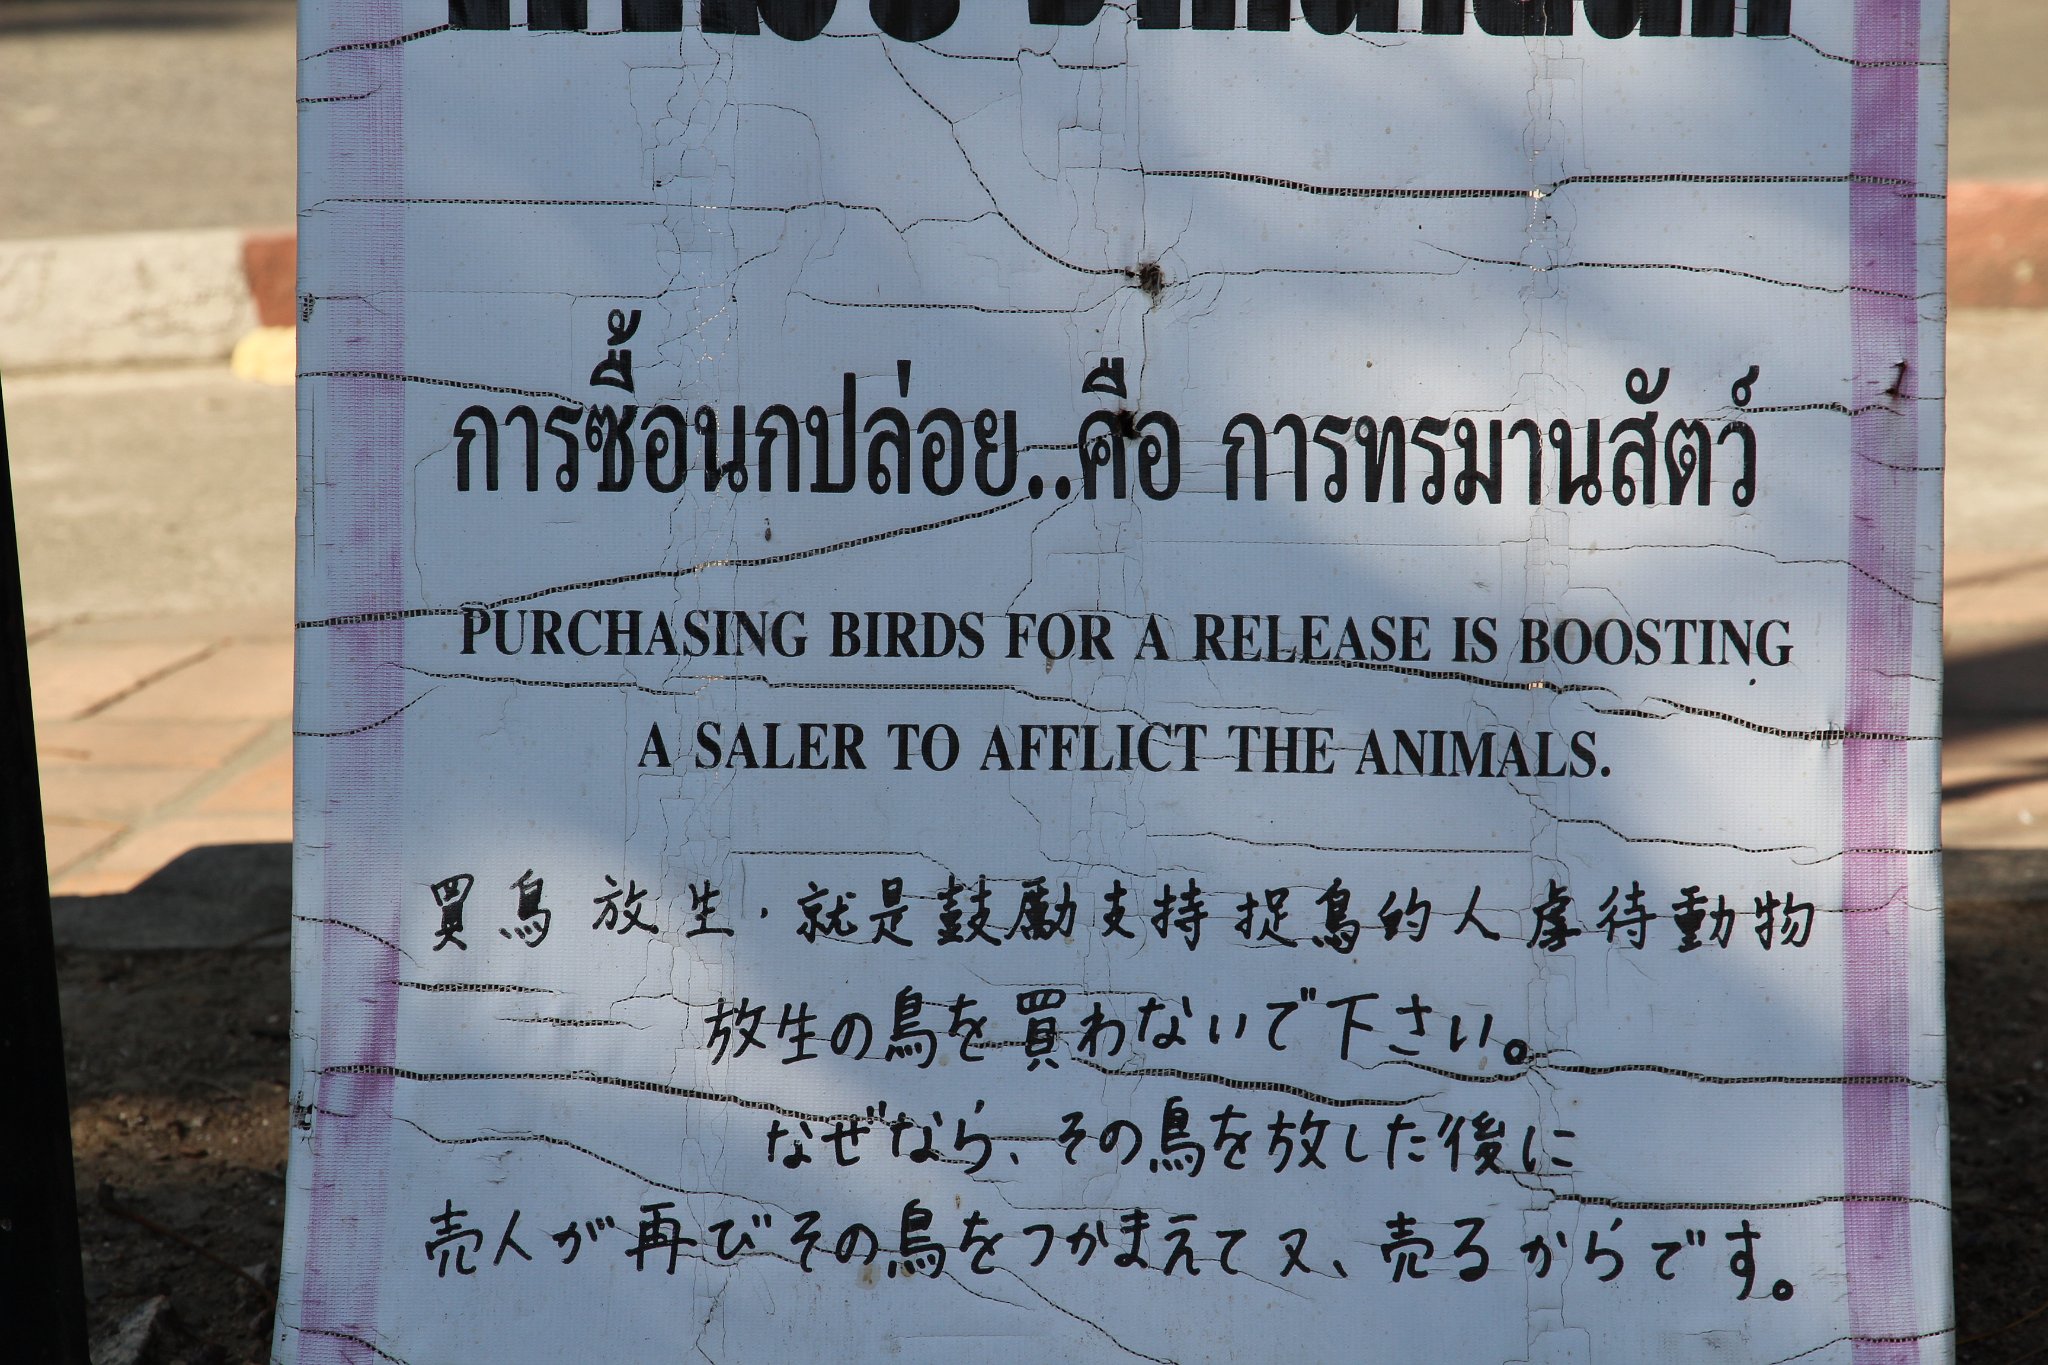 การซื้อนกปล่อย..คือ การทรมานสัตว์
PURCHASING BIRDS FOR A RELEASE IS BOOSTING
A SALER TO AFFLICT THE ANIMALS.
買鳥放生，就是鼓勵支持捉鳥的人虐待動物
放生の鳥を買わないで下さい。
なぜなら、その鳥を放した後に
売人が再びその鳥をつかまえて又、売るからです。